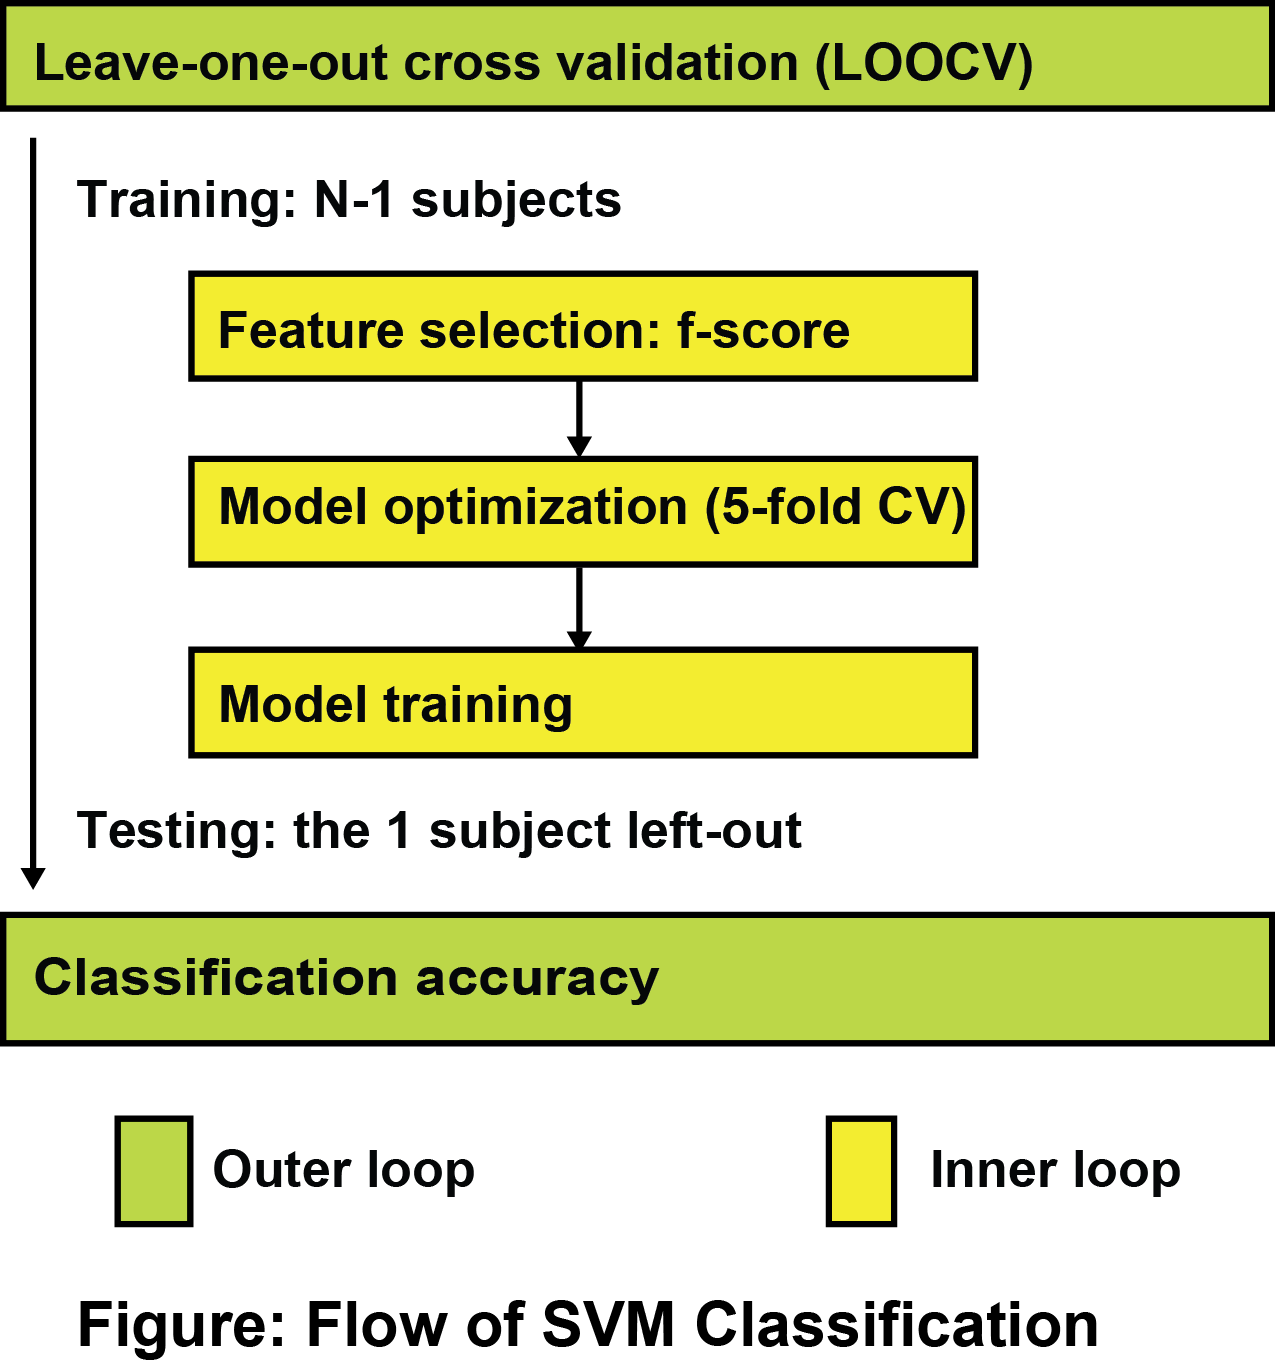 Leave-one-out cross validation (LOOCV)
Training: N-1 subjects
Feature selection: f-score
Model optimization (5-fold CV)
Model training
Testing: the 1 subject left-out
Classification accuracy
Outer loop
Inner loop
Figure: Flow of SVM Classification